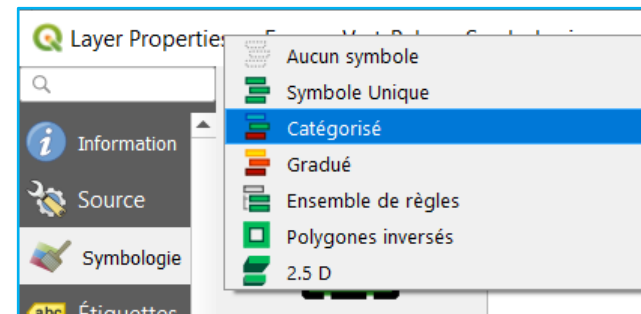 Layer Properties
Aucun symbole
Symbole Unique
Catégorisé
Gradué
Ensemble de règles
Polygones inversés
2.5 D
Information
Source
Symbologie
abc Étiquettes